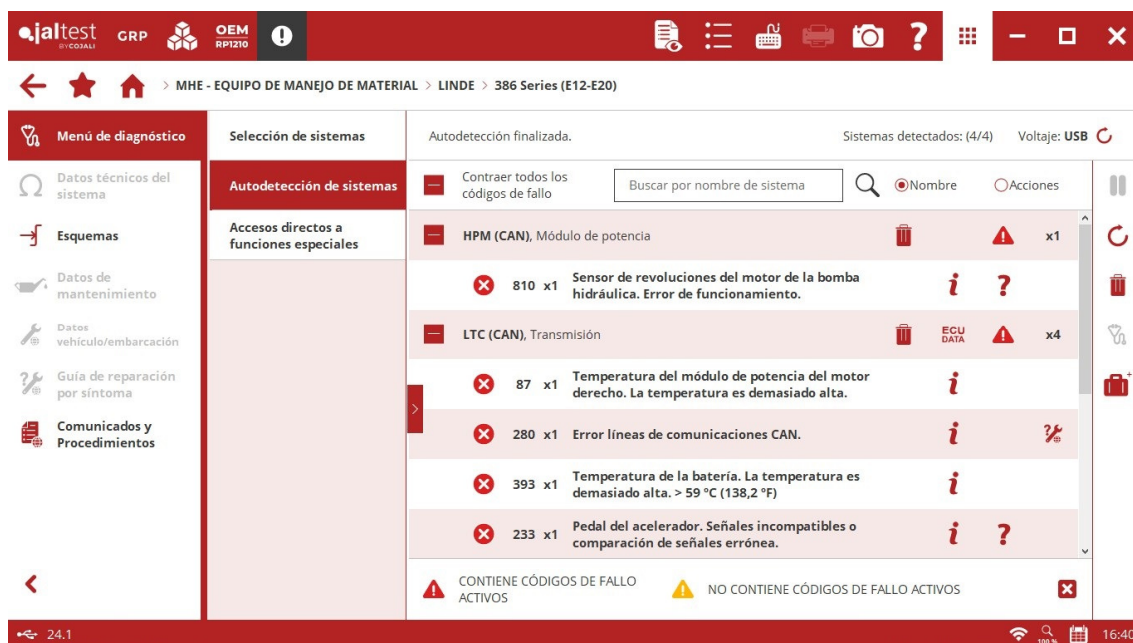 jaltest
BY COJALI
GRP
OEM
RP1210
MHE - EQUIPO DE MANEJO DE MATERIAL > LINDE > 386 Series (E12-E20)
Menú de diagnóstico
Datos técnicos del
sistema
Esquemas
Datos de
mantenimiento
Datos
vehículo/embarcación
Guía de reparación
por síntoma
Comunicados y
Procedimientos
Selección de sistemas
Autodetección de sistemas
Accesos directos a
funciones especiales
Autodetección finalizada.
Sistemas detectados: (4/4)
Voltaje: USB
Contraer todos los
códigos de fallo
Buscar por nombre de sistema
Nombre
Acciones
HPM (CAN), Módulo de potencia
x1
810 x1 Sensor de revoluciones del motor de la bomba
hidráulica. Error de funcionamiento.
LTC (CAN), Transmisión
ECU
DATA
x4
87 x1 Temperatura del módulo de potencia del motor
derecho. La temperatura es demasiado alta.
280 x1 Error líneas de comunicaciones CAN.
393 x1 Temperatura de la batería. La temperatura es
demasiado alta. > 59 °C (138,2 °F)
233 x1 Pedal del acelerador. Señales incompatibles o
comparación de señales errónea.
CONTIENE CÓDIGOS DE FALLO
ACTIVOS
NO CONTIENE CÓDIGOS DE FALLO ACTIVOS
24.1
100 %
16:40